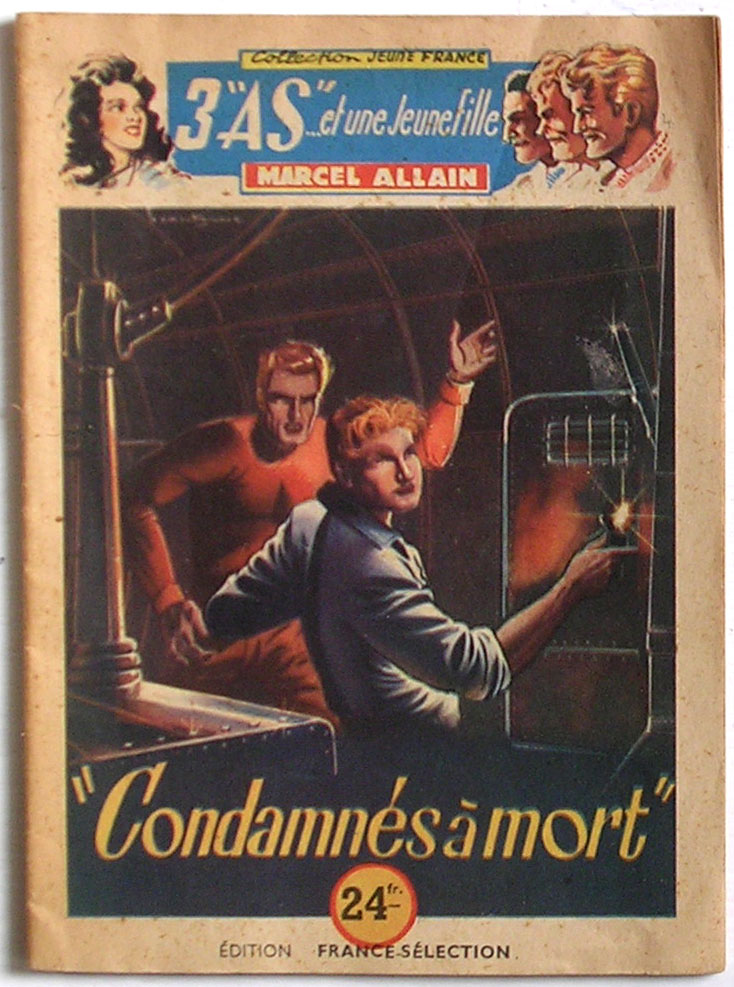 Collection JEUNE FRANCE
3 "AS"... et une Jeune Fille
MARCEL ALLAIN
"Condamnés à mort"
24 fr.
ÉDITION FRANCE-SÉLECTION